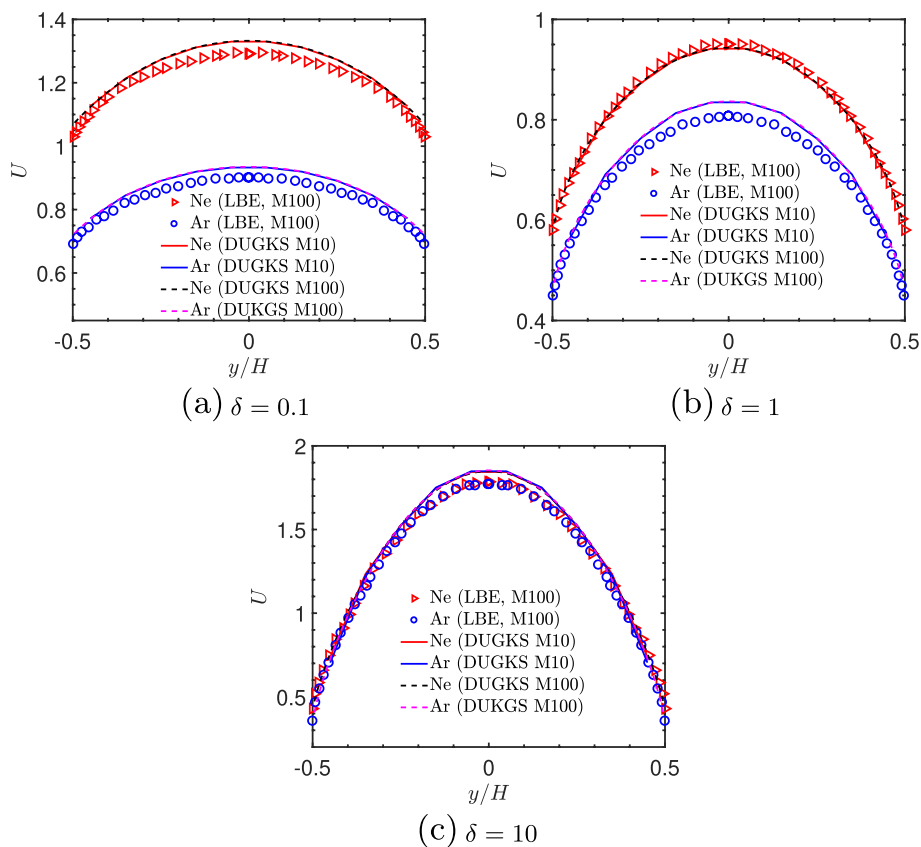 1.4
1.2
1
0.8
0.6
U
Ne (LBE, M100)
Ar (LBE, M100)
Ne (DUGKS M10)
Ar (DUGKS M10)
Ne (DUGKS M100)
Ar (DUKGS M100)
-0.5 0 0.5
y/H
(a) δ = 0.1
1
0.8
0.6
0.4
U
Ne (LBE, M100)
Ar (LBE, M100)
Ne (DUGKS M10)
Ar (DUGKS M10)
Ne (DUGKS M100)
Ar (DUKGS M100)
-0.5 0 0.5
y/H
(b) δ = 1
2
1.5
1
0.5
U
Ne (LBE, M100)
Ar (LBE, M100)
Ne (DUGKS M10)
Ar (DUGKS M10)
Ne (DUGKS M100)
Ar (DUKGS M100)
-0.5 0 0.5
y/H
(c) δ = 10